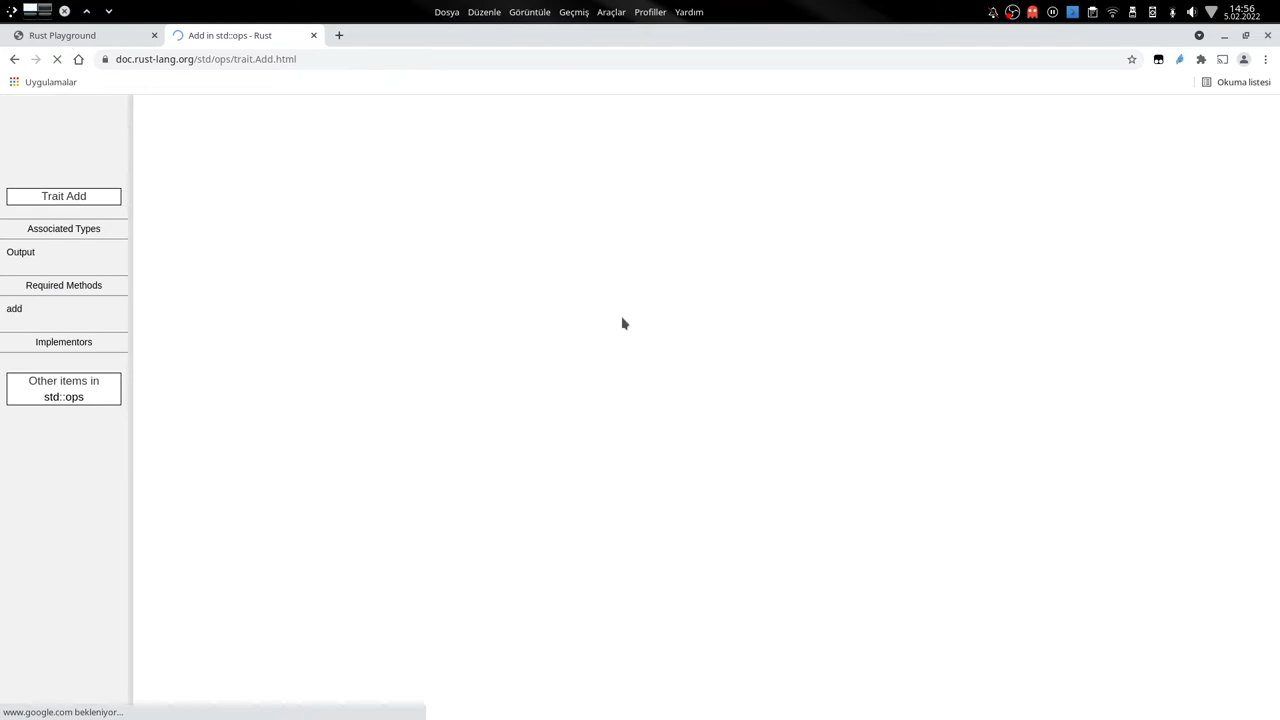 Dosya Düzenle Görüntüle Geçmiş Araçlar Profiller Yardım
14:56
5.02.2022
Rust Playground
Add in std::ops - Rust
doc.rust-lang.org/std/ops/trait.Add.html
Uygulamalar
Okuma listesi
Trait Add
Associated Types
Output
Required Methods
add
Implementors
Other items in
std::ops
www.google.com bekleniyor...